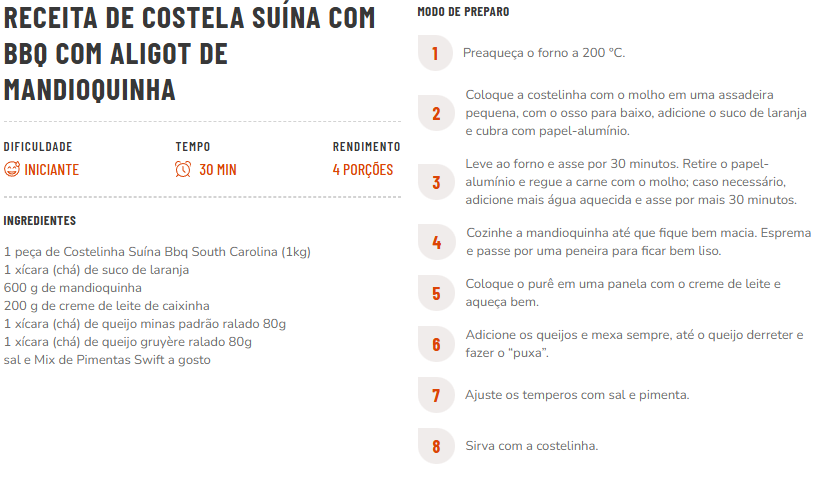 RECEITA DE COSTELA SUÍNA COM
BBQ COM ALIGOT DE
MANDIOQUINHA
DIFICULDADE
INICIANTE
TEMPO
30 MIN
RENDIMENTO
4 PORÇÕES
INGREDIENTES
1 peça de Costelinha Suína Bbq South Carolina (1kg)
1 xícara (chá) de suco de laranja
600 g de mandioquinha
200 g de creme de leite de caixinha
1 xícara (chá) de queijo minas padrão ralado 80g
1 xícara (chá) de queijo gruyère ralado 80g
sal e Mix de Pimentas Swift a gosto
MODO DE PREPARO
1 Preaqueça o forno a 200 °C.
2 Coloque a costelinha com o molho em uma assadeira
pequena, com o osso para baixo, adicione o suco de laranja
e cubra com papel-alumínio.
3 Leve ao forno e asse por 30 minutos. Retire o papel-
alumínio e regue a carne com o molho; caso necessário,
adicione mais água aquecida e asse por mais 30 minutos.
4 Cozinhe a mandioquinha até que fique bem macia. Esprema
e passe por uma peneira para ficar bem liso.
5 Coloque o purê em uma panela com o creme de leite e
aqueça bem.
6 Adicione os queijos e mexa sempre, até o queijo derreter e
fazer o “puxa”.
7 Ajuste os temperos com sal e pimenta.
8 Sirva com a costelinha.